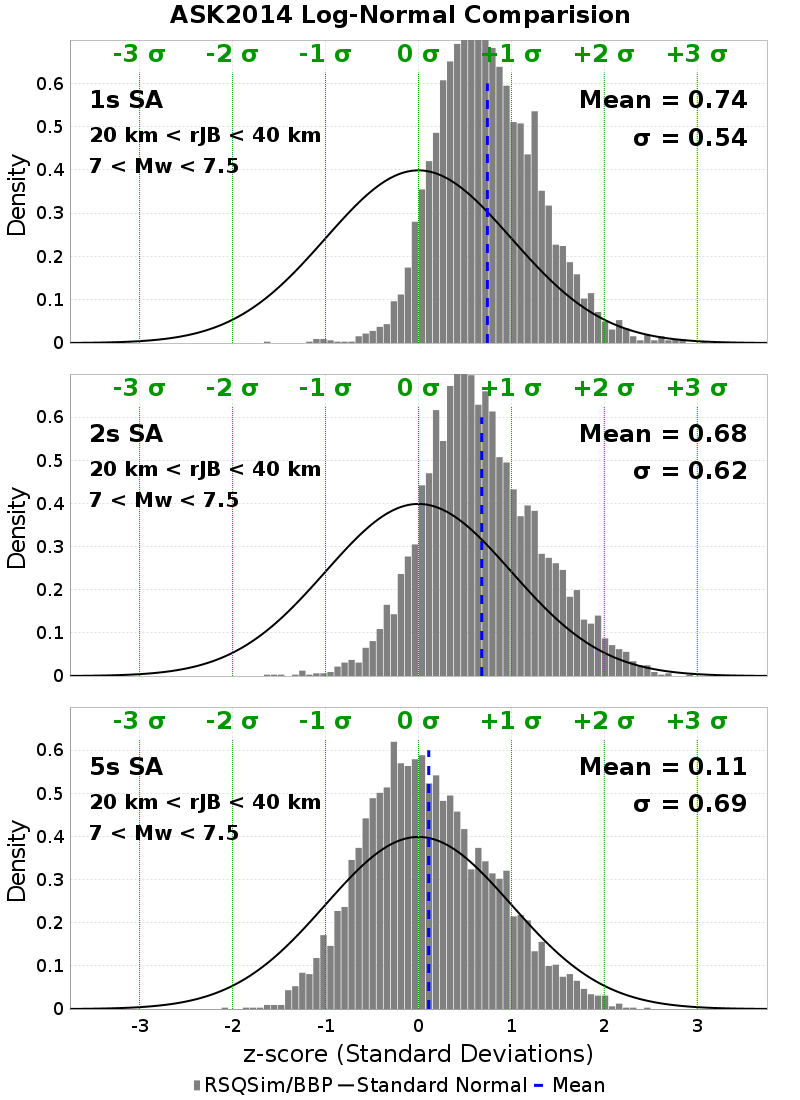 ASK2014 Log-Normal Comparision
-3 σ -2 σ -1 σ 0 σ +1 σ +2 σ +3 σ
1s SA
Mean = 0.74
20 km < rJB < 40 km
σ = 0.54
7 < Mw < 7.5
Density
0.6
0.5
0.4
0.3
0.2
0.1
0
-3 σ -2 σ -1 σ 0 σ +1 σ +2 σ +3 σ
2s SA
Mean = 0.68
20 km < rJB < 40 km
σ = 0.62
7 < Mw < 7.5
Density
0.6
0.5
0.4
0.3
0.2
0.1
0
-3 σ -2 σ -1 σ 0 σ +1 σ +2 σ +3 σ
5s SA
Mean = 0.11
20 km < rJB < 40 km
σ = 0.69
7 < Mw < 7.5
Density
0.6
0.5
0.4
0.3
0.2
0.1
0
-3 -2 -1 0 1 2 3
z-score (Standard Deviations)
RSQSim/BBP Standard Normal Mean